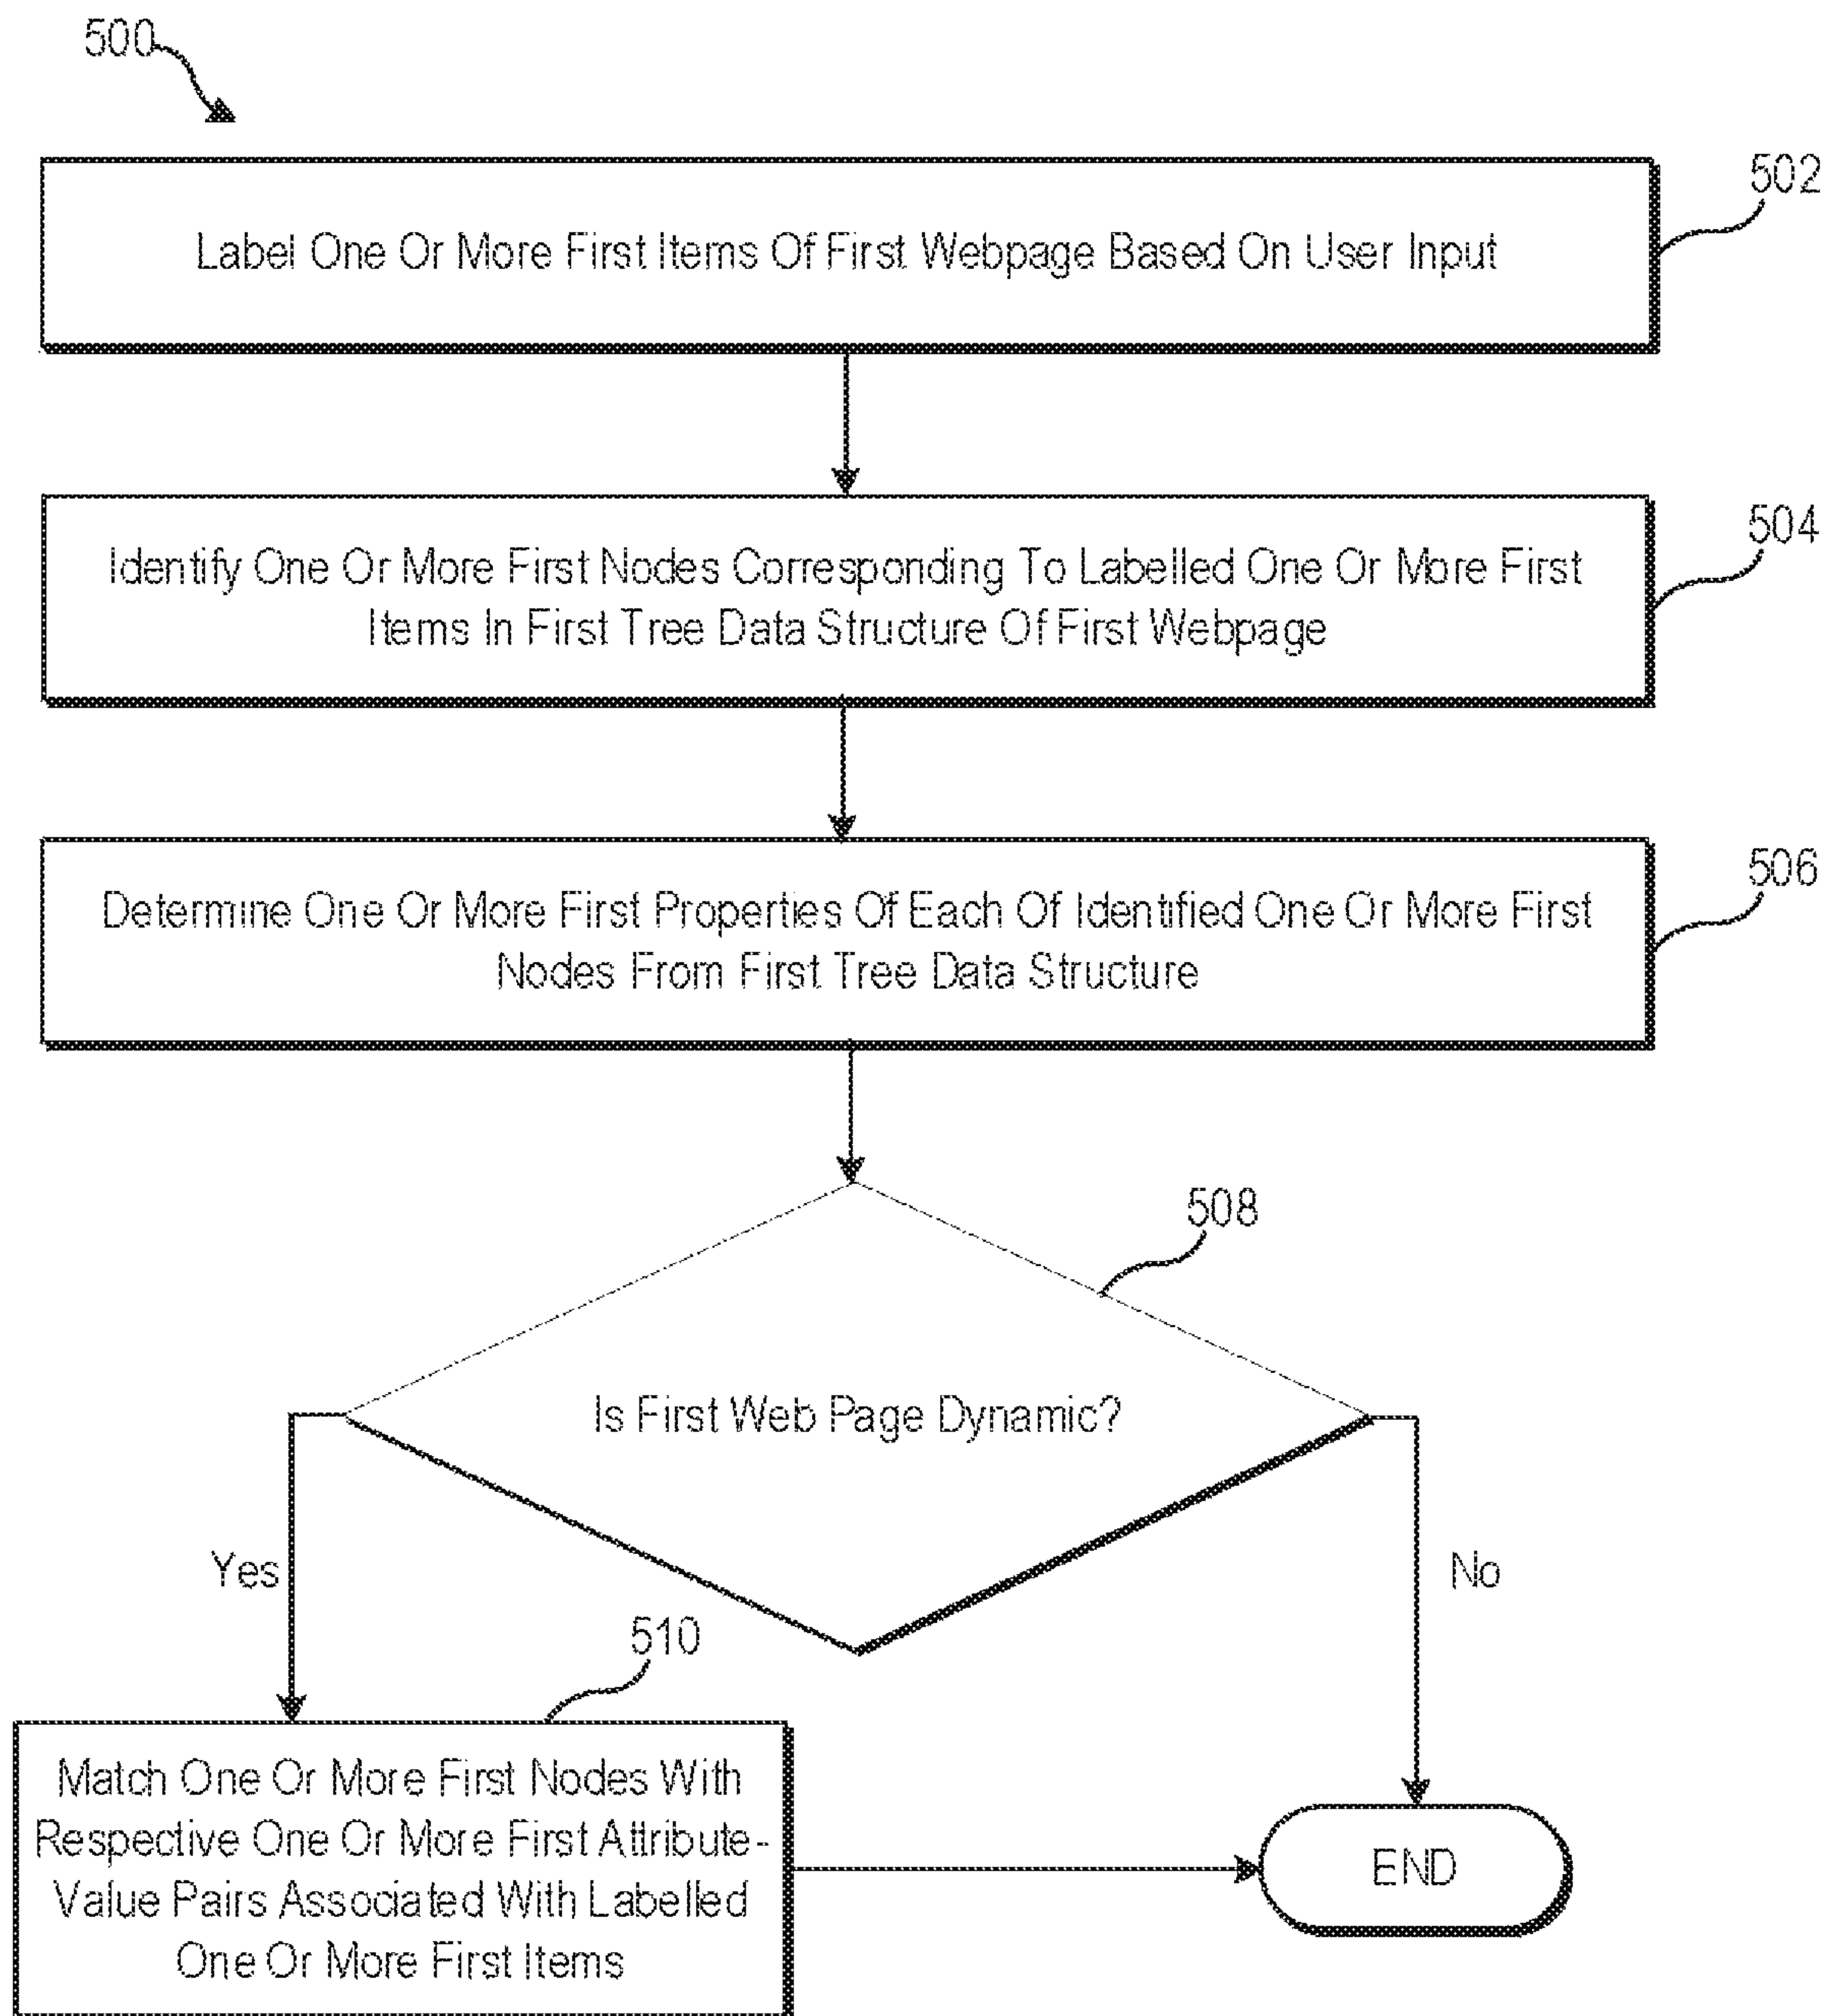 500
502
Label One Or More First Items Of First Webpage Based On User Input
504
Identify One Or More First Nodes Corresponding To Labelled One Or More First
Items In First Tree Data Structure Of First Webpage
506
Determine One Or More First Properties Of Each Of Identified One Or More First
Nodes From First Tree Data Structure
508
Is First Web Page Dynamic?
Yes
No
510
Match One Or More First Nodes With
Respective One Or More First Attribute-
Value Pairs Associated With Labelled
One Or More First Items
END